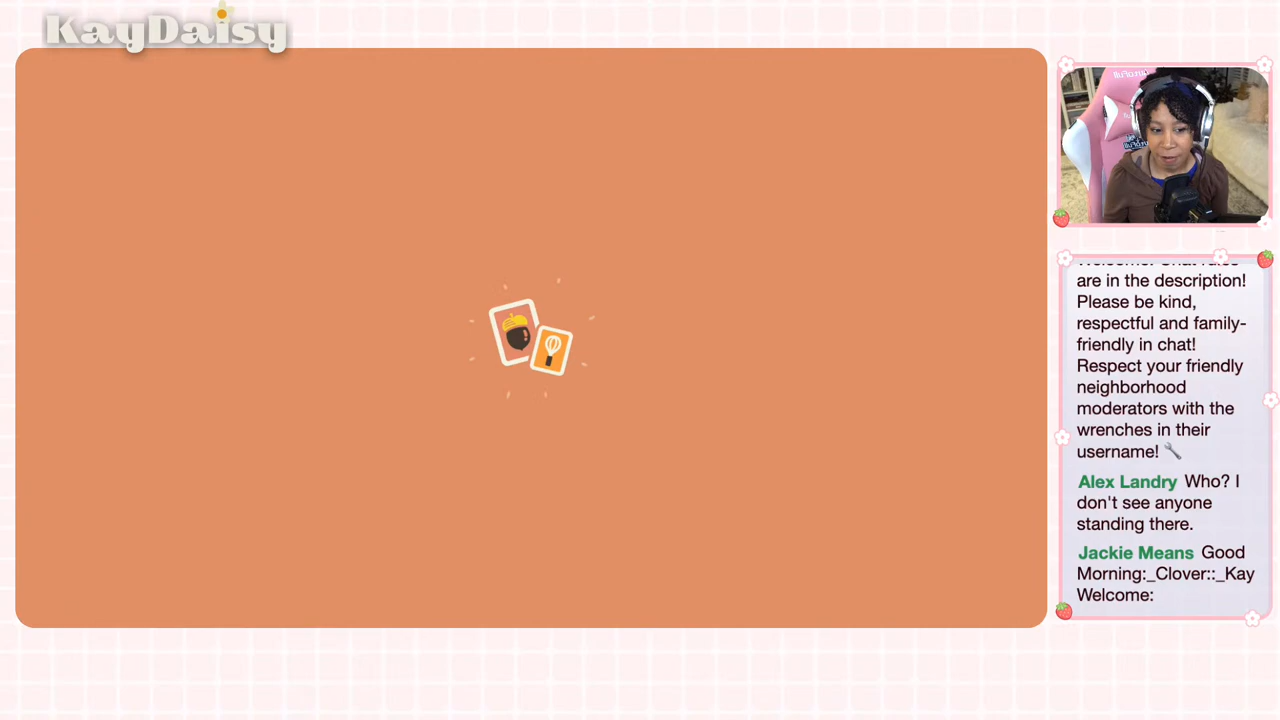 KayDaisy
are in the description!
Please be kind,
respectful and family-
friendly in chat!
Respect your friendly
neighborhood
moderators with the
wrenches in their
username! 🔧
Alex Landry Who? I
don't see anyone
standing there.
Jackie Means Good
Morning:_Clover::_Kay
Welcome: